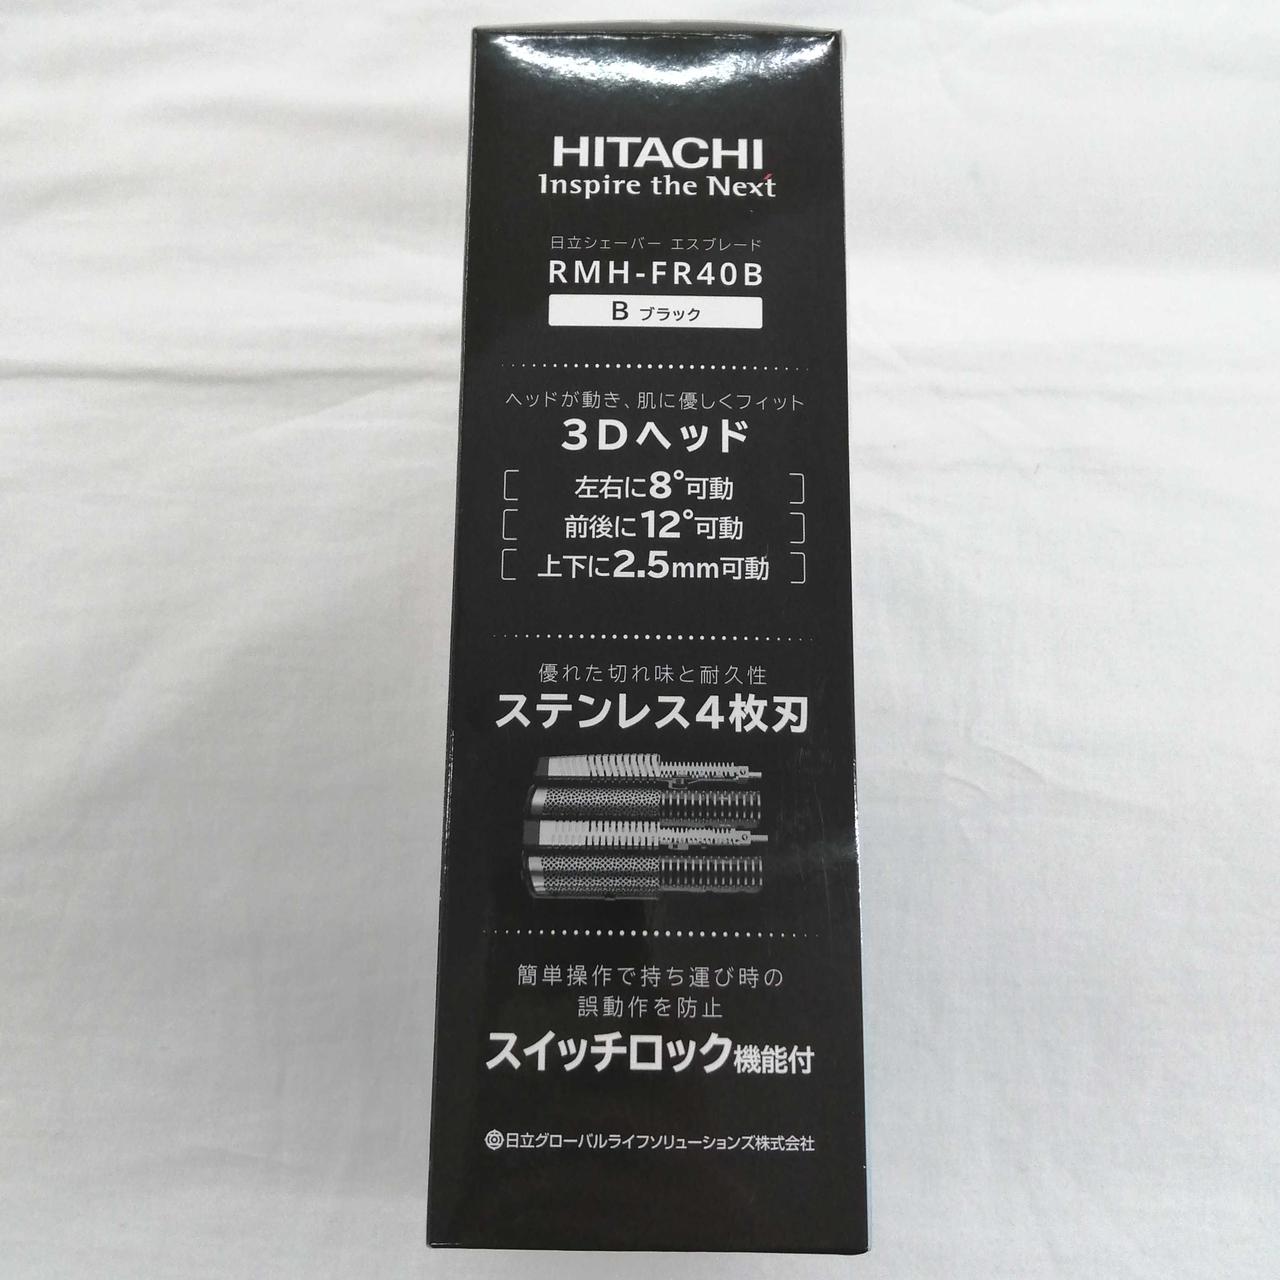 HITACHI
Inspire the Next
日立シェーバー エスブレード
RMH-FR40B
B ブラック
ヘッドが動き、肌に優しくフィット
3Dヘッド
左右に8°可動
前後に12°可動
上下に2.5mm可動
優れた切れ味と耐久性
ステンレス4枚刃
簡単操作で持ち運び時の
誤動作を防止
スイッチロック機能付
日立グローバルライフソリューションズ株式会社